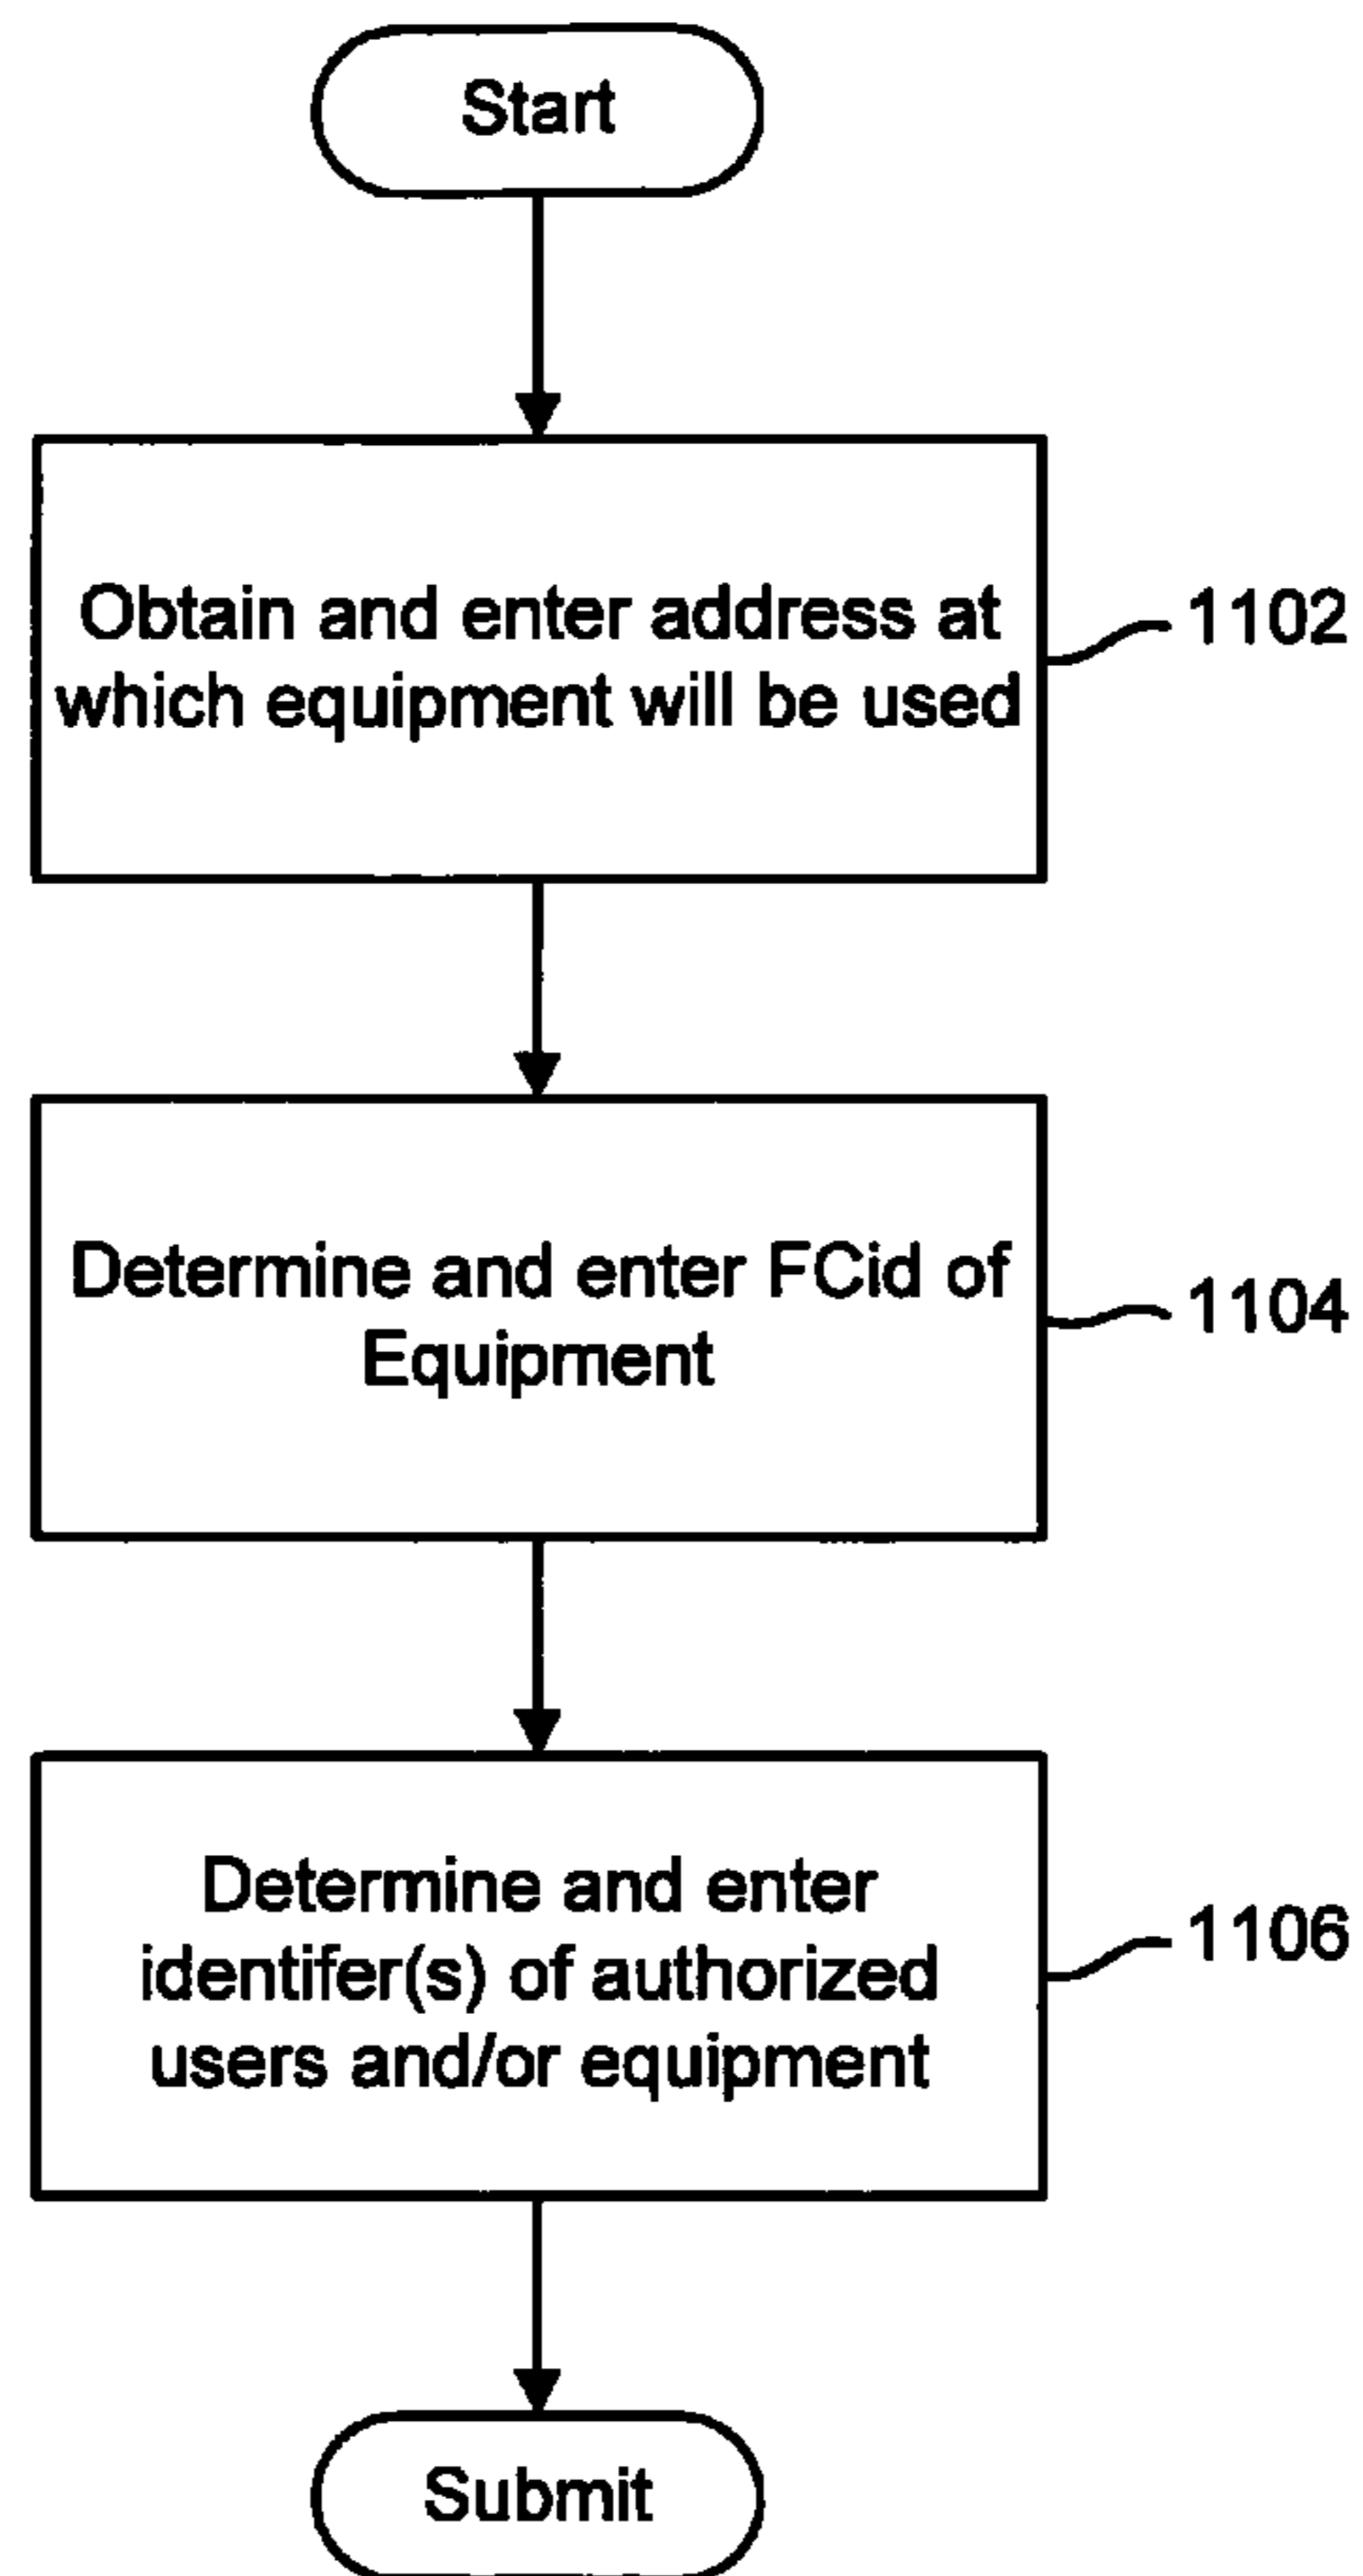 Start
Obtain and enter address at
which equipment will be used
1102
Determine and enter FCid of
Equipment
1104
Determine and enter
identifer(s) of authorized
users and/or equipment
1106
Submit